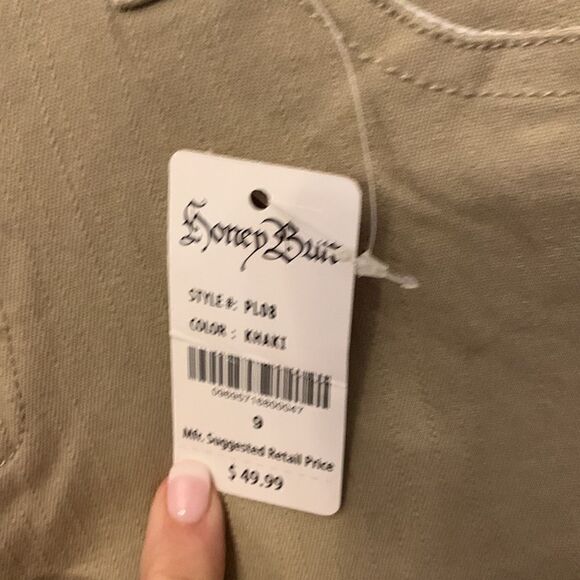 Honey Bun
STYLE#: PL08
COLOR : KHAKI
9
Mfr. Suggested Retail Price
$ 49.99